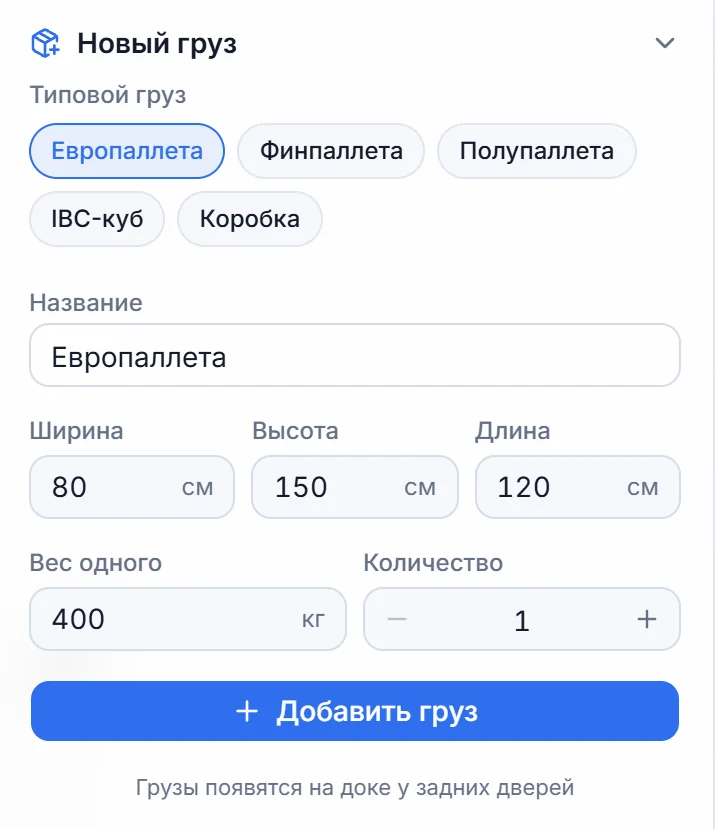 Новый груз
Типовой груз
Европаллета Финпаллета Полупаллета
IBC-куб Коробка
Название
Европаллета
Ширина Высота Длина
80 см 150 см 120 см
Вес одного Количество
400 кг − 1 +
+ Добавить груз
Грузы появятся на доке у задних дверей